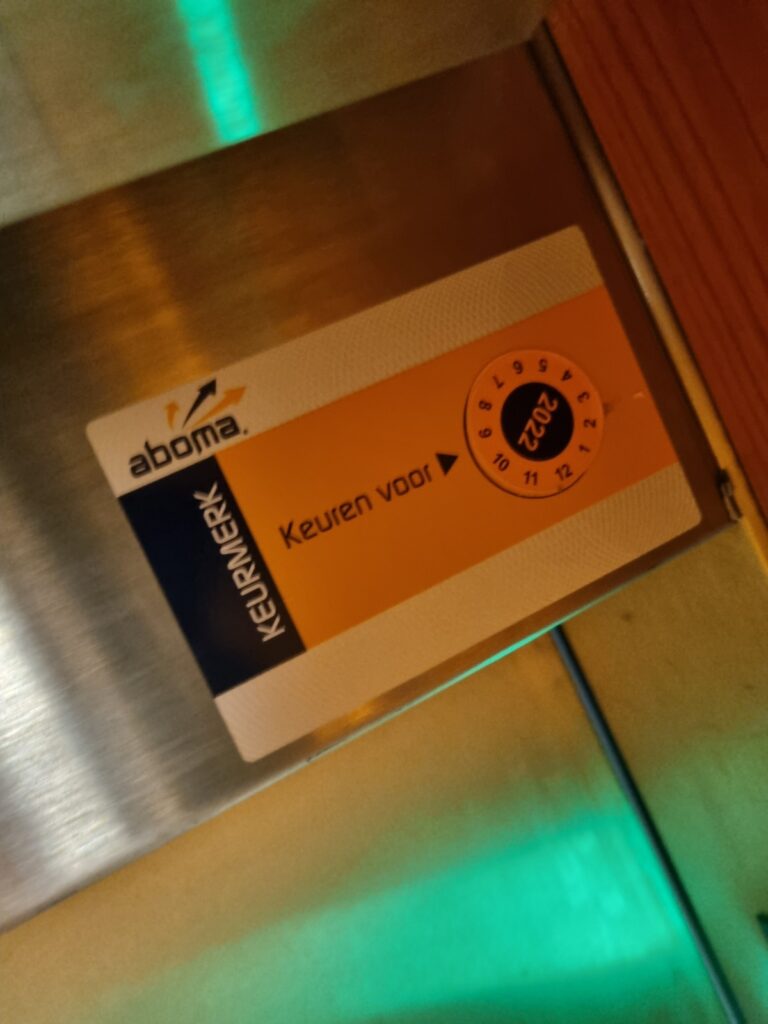 aboma.
KEURMERK
Keuren voor
2022
1 2 3 4 5 6 7 8 9 10 11 12